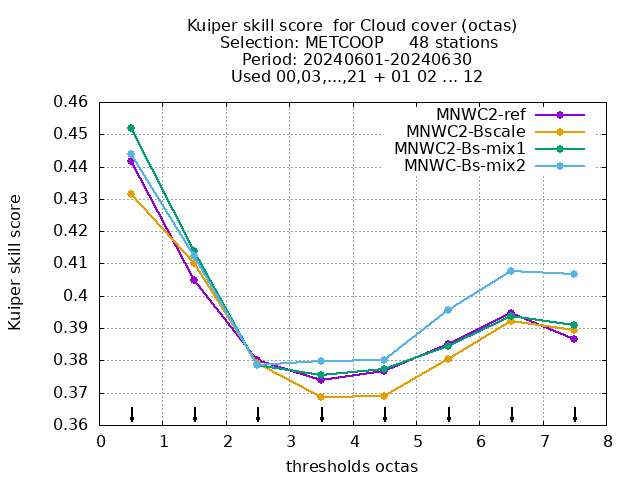 Kuiper skill score  for Cloud cover (octas)
Selection: METCOOP     48 stations
Period: 20240601-20240630
Used 00,03,...,21 + 01 02 ... 12
MNWC2-ref
MNWC2-Bscale
MNWC2-Bs-mix1
MNWC-Bs-mix2
Kuiper skill score
0.46
0.45
0.44
0.43
0.42
0.41
0.4
0.39
0.38
0.37
0.36
0 1 2 3 4 5 6 7 8
thresholds octas